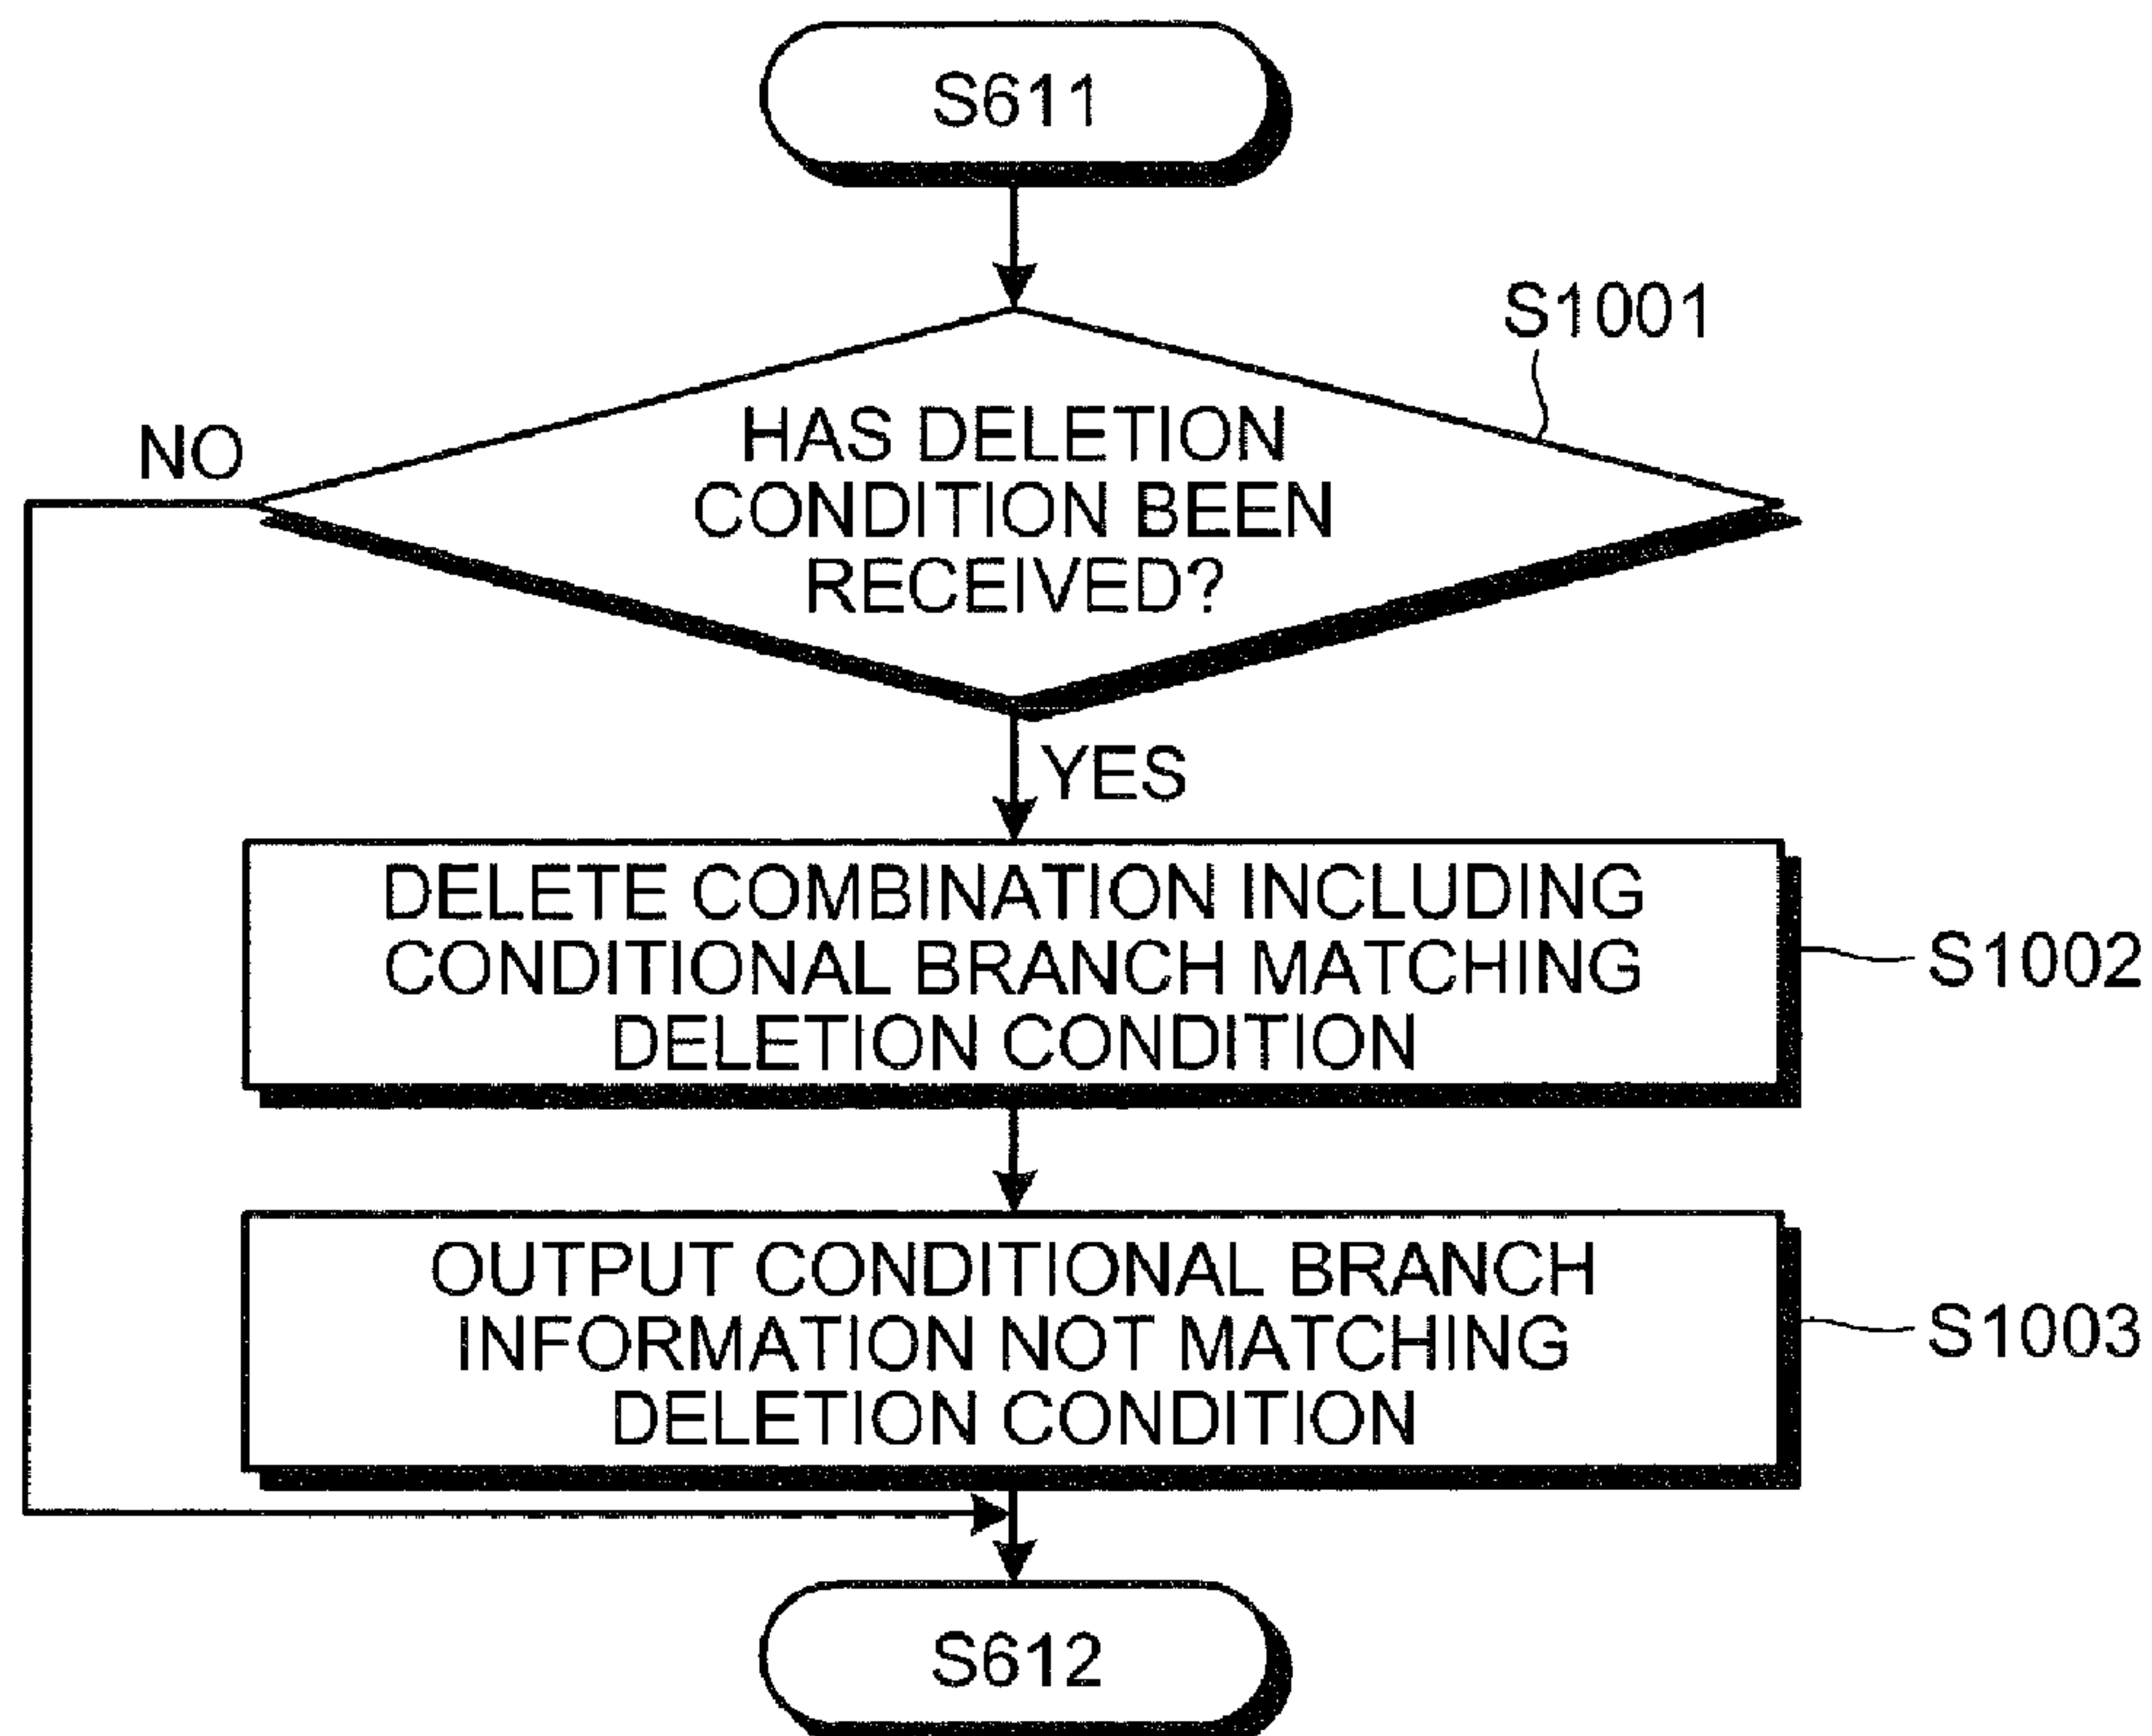 S611
S1001
HAS DELETION
CONDITION BEEN
RECEIVED?
NO
YES
DELETE COMBINATION INCLUDING
CONDITIONAL BRANCH MATCHING
DELETION CONDITION
S1002
OUTPUT CONDITIONAL BRANCH
INFORMATION NOT MATCHING
DELETION CONDITION
S1003
S612